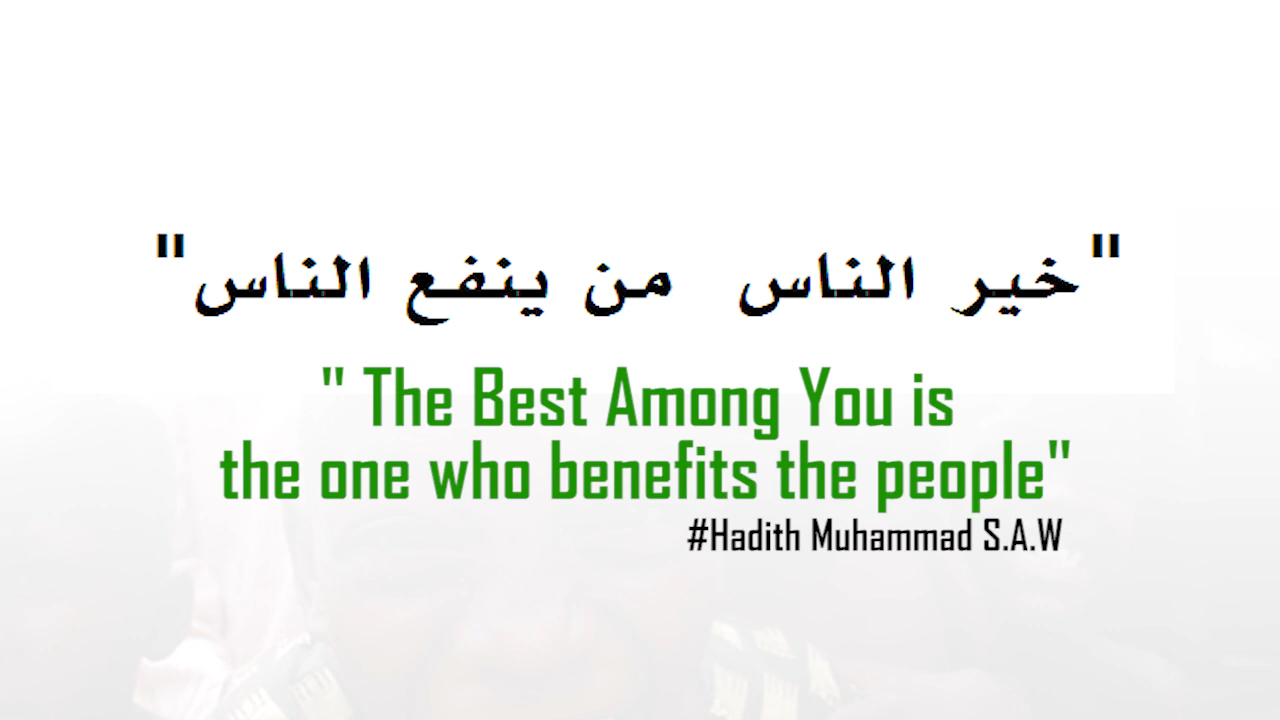 "خير الناس من ينفع الناس"
" The Best Among You is
the one who benefits the people"
#Hadith Muhammad S.A.W